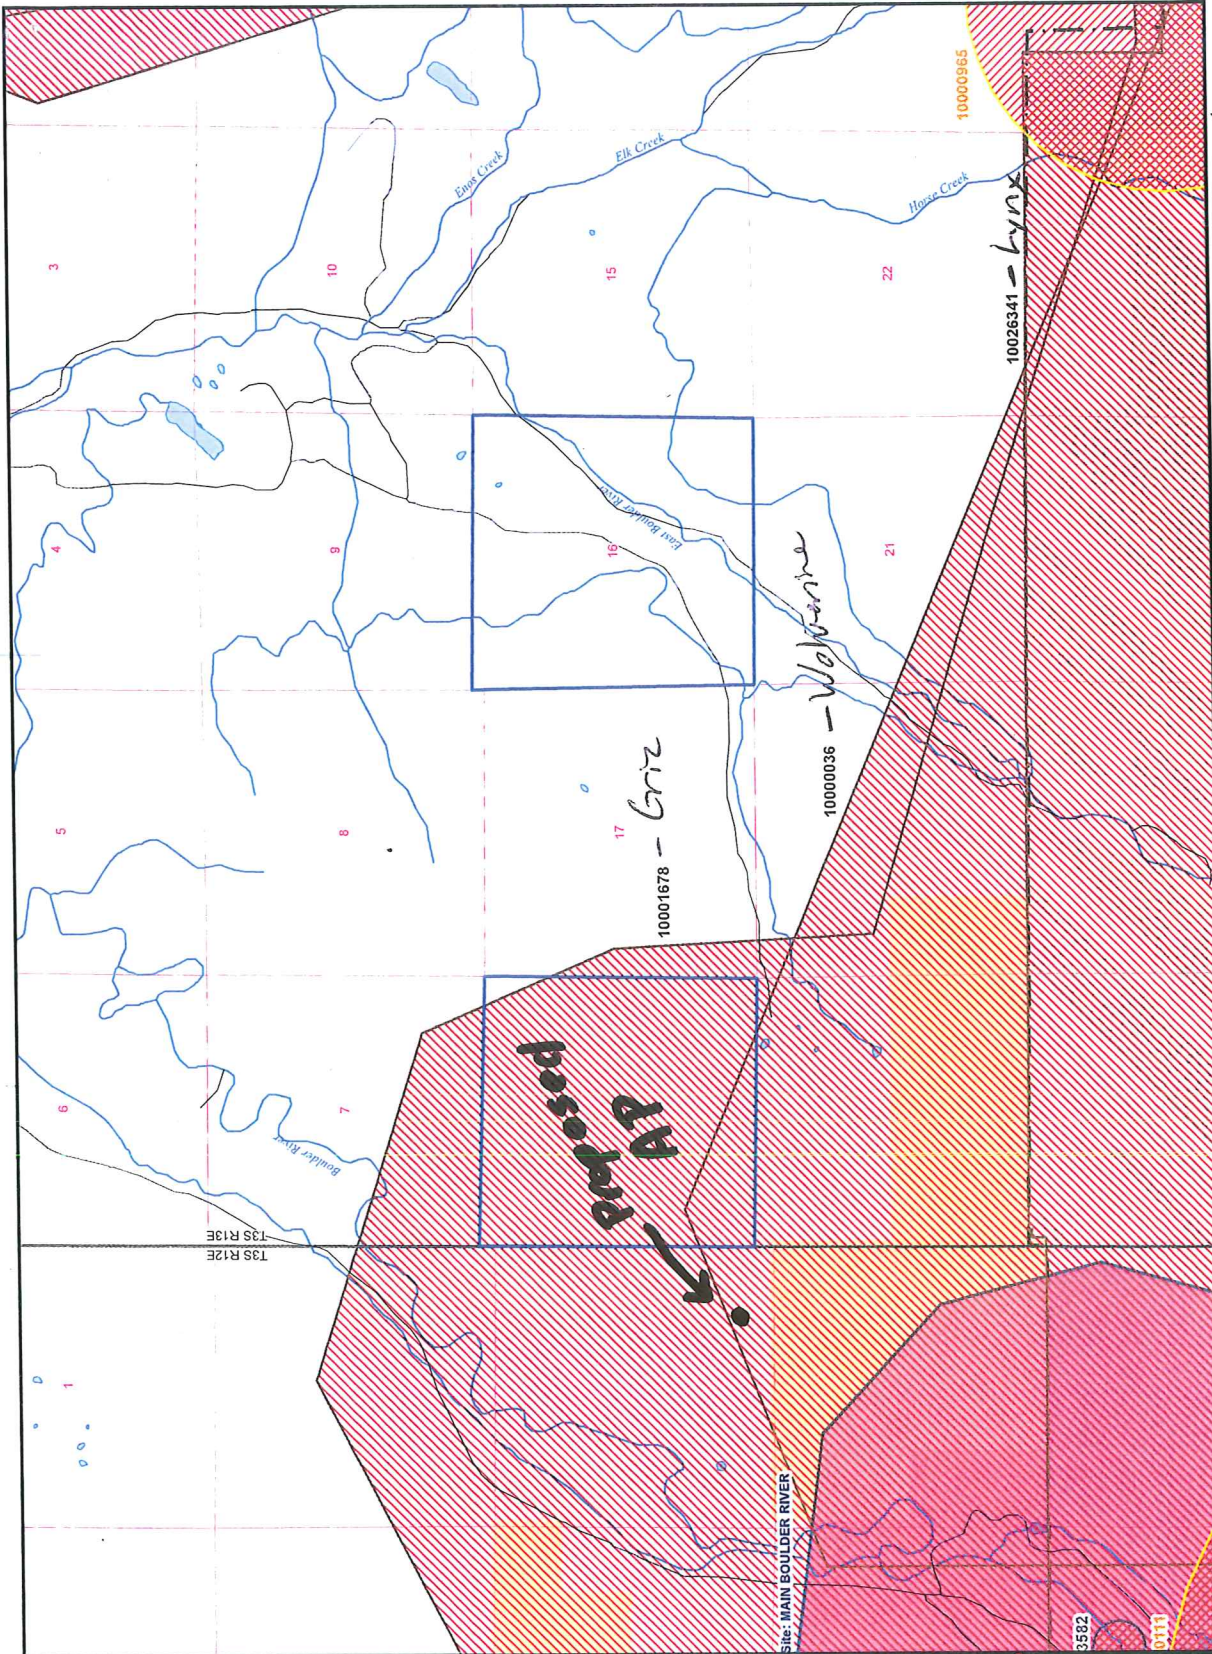 3
10
15
22
Enos Creek
Elk Creek
Horse Creek
10000965
10026341 - Lynx
4
9
16
East Boulder River
21
10000036 - Wolverine
5
8
17
10001678 - Griz
6
7
Boulder River
proposed
AP
T3S R13E
T3S R12E
1
Site: MAIN BOULDER RIVER
3582
0111